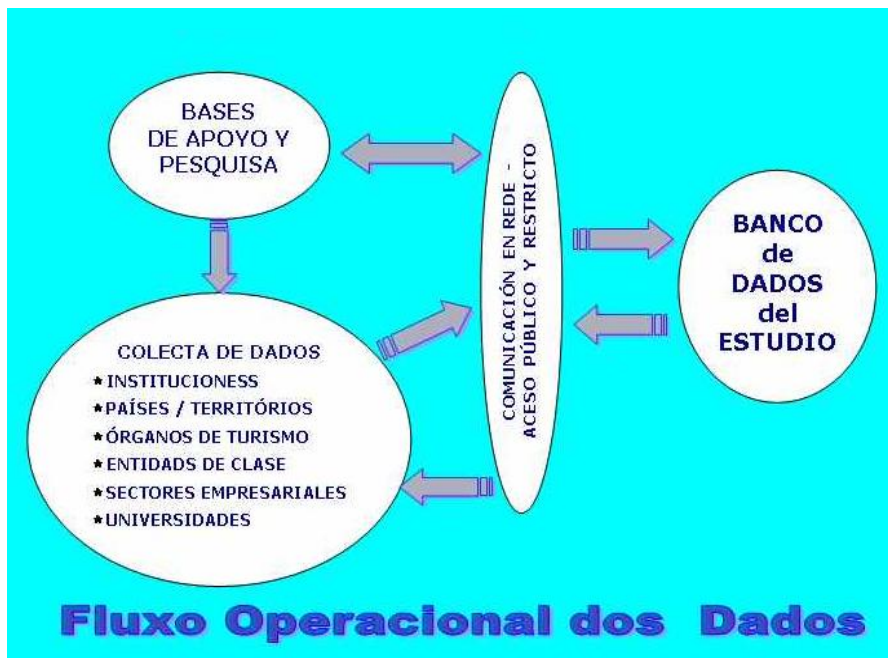 BASES
DE APOYO Y
PESQUISA
COLECTA DE DADOS
★INSTITUCIONESS
★PAÍSES / TERRITÓRIOS
★ÓRGANOS DE TURISMO
★ENTIDADS DE CLASE
★SECTORES EMPRESARIALES
★UNIVERSIDADES
COMUNICACIÓN EN REDE -
ACESO PÚBLICO Y RESTRICTO
BANCO
de
DADOS
del
ESTUDIO
Fluxo Operacional dos Dados